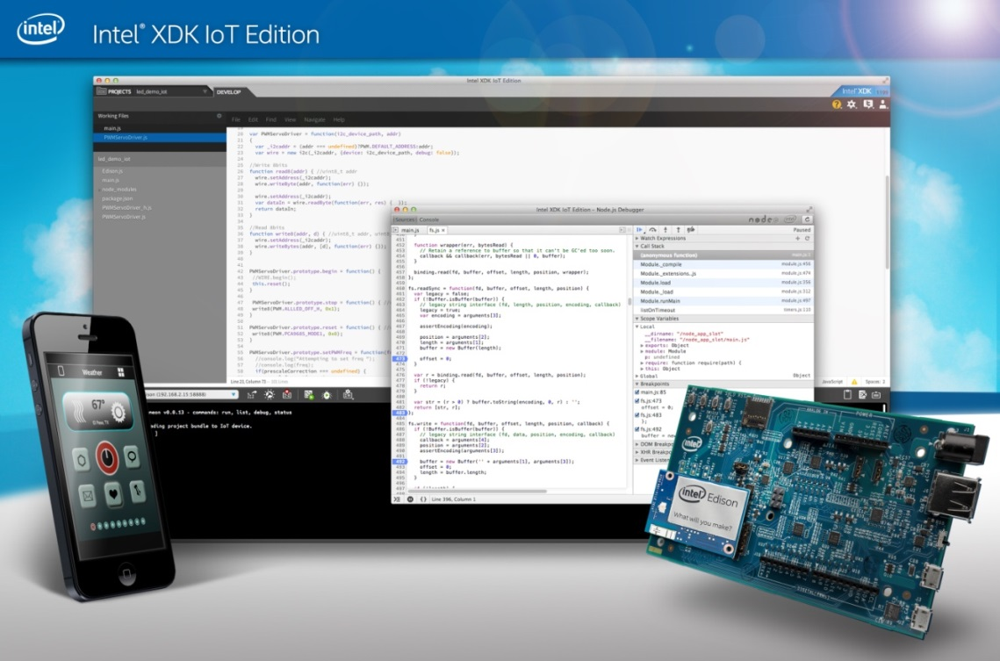 intel
Intel® XDK IoT Edition
Intel XDK IoT Edition
PROJECTS led_demo_iot DEVELOP
Intel XDK
Working Files
main.js
PWMServoDriver.js
led_demo_iot
Edison.js
main.js
node_modules
package.json
PWMServoDriver_h.js
PWMServoDriver.js
File Edit Find View Navigate Help
var PWMServoDriver = function(i2c_device_path, addr)
{
var _i2caddr = (addr === undefined)?PWM.DEFAULT_ADDRESS:addr;
var wire = new i2c(_i2caddr, {device: i2c_device_path, debug: false});
//Write 8bits
function read8(addr) { //uint8_t addr
wire.setAddress(_i2caddr);
wire.writeByte(addr, function(err) {});
wire.setAddress(_i2caddr);
var dataIn = wire.readByte(function(err, res) {
return dataIn;
}
//Read 8bits
function write8(addr, d) { //uint8_t addr, uint8
wire.setAddress(_i2caddr);
wire.writeBytes(addr, [d], function(err) {});
}
PWMServoDriver.prototype.begin = function() {
//WIRE.begin();
this.reset();
}
PWMServoDriver.prototype.stop = function() {
write8(PWM.ALLLED_OFF_H, 0x1);
}
PWMServoDriver.prototype.reset = function() {
write8(PWM.PCA9685_MODE1, 0x0);
}
PWMServoDriver.prototype.setPWMFreq = function(f
//console.log("Attempting to set freq ");
//console.log(freq);
if(prescaleCorrection === undefined)
JavaScript Spaces: 2
son (192.168.2.15:58888)
meon v0.0.13 - commands: run, list, debug, status
ading project bundle to IoT device.
]
Intel XDK IoT Edition - Node.js Debugger
Sources Console
node intel
main.js fs.js ×
function wrapper(err, bytesRead) {
// Retain a reference to buffer so that it can't be GC'ed too soon.
callback && callback(err, bytesRead || 0, buffer);
}
binding.read(fd, buffer, offset, length, position, wrapper);
};
fs.readSync = function(fd, buffer, offset, length, position) {
var legacy = false;
if (!Buffer.isBuffer(buffer)) {
// legacy string interface (fd, length, position, encoding, callback)
legacy = true;
var encoding = arguments[3];
assertEncoding(encoding);
position = arguments[2];
length = arguments[1];
buffer = new Buffer(length);
473
offset = 0;
}
var r = binding.read(fd, buffer, offset, length, position);
if (!legacy) {
return r;
}
var str = (r > 0) ? buffer.toString(encoding, 0, r) : '';
return [str, r];
483 };
fs.write = function(fd, buffer, offset, length, position, callback) {
if (!Buffer.isBuffer(buffer)) {
// legacy string interface (fd, data, position, encoding, callback)
callback = arguments[4];
position = arguments[2];
assertEncoding(arguments[3]);
492 buffer = new Buffer('' + arguments[1], arguments[3]);
offset = 0;
length = buffer.length;
}
{} Line 396, Column 1
Paused
Watch Expressions
Call Stack
(anonymous function) main.js:1
Module._compile module.js:456
Module._extensions..js module.js:474
Module.load module.js:356
Module._load module.js:312
Module.runMain module.js:497
listOnTimeout timers.js:110
Scope Variables
Local
__dirname: "/node_app_slot"
__filename: "/node_app_slot/main.js"
exports: Object
module: Module
p: undefined
require: function require(path) {
this: Object
Global Object
Breakpoints
main.js:85
fs.js:473
offset = 0;
fs.js:483
};
fs.js:492
buffer = new
DOM Breakpo
XHR Breakpo
Event Listen
Weather
67°
El Paso, TX
POWER
intel
intel Edison
What will you make?